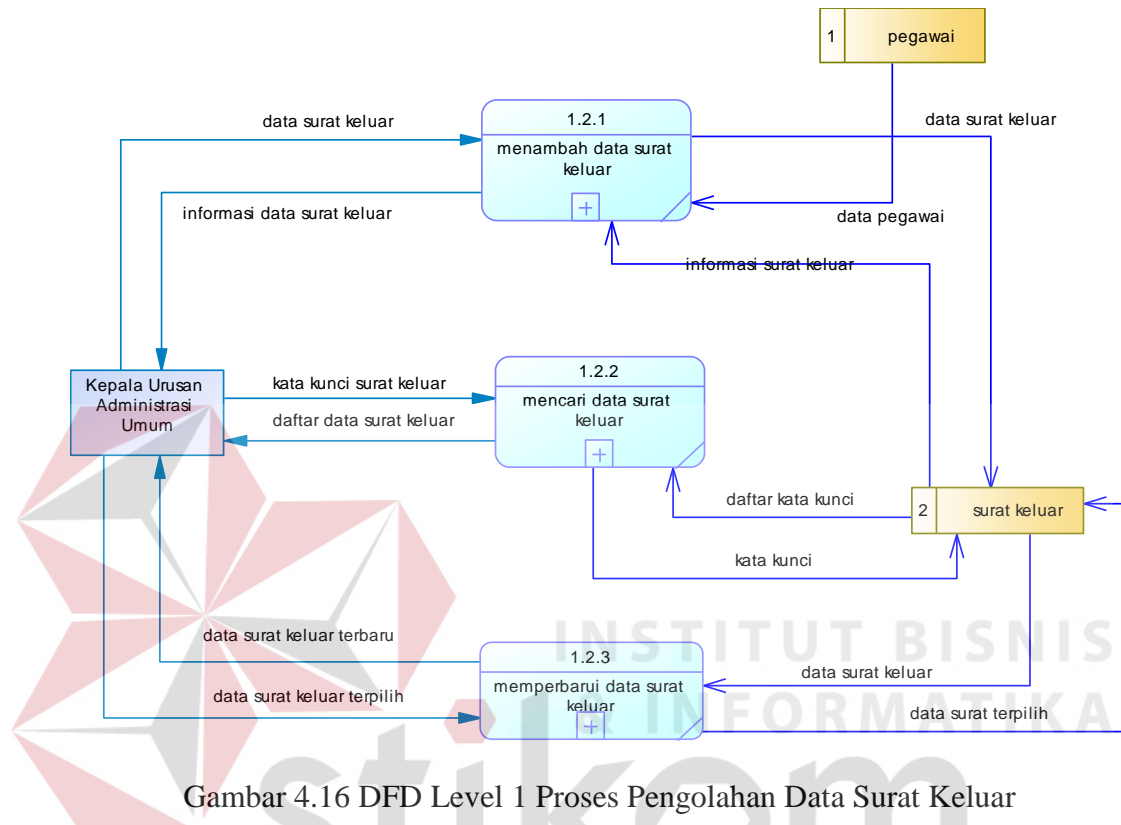 1
pegawai
data surat keluar
1.2.1
menambah data surat
keluar
data surat keluar
informasi data surat keluar
data pegawai
informasi surat keluar
Kepala Urusan
Administrasi
Umum
kata kunci surat keluar
1.2.2
mencari data surat
keluar
daftar data surat keluar
daftar kata kunci
2
surat keluar
kata kunci
data surat keluar terbaru
1.2.3
memperbarui data surat
keluar
data surat keluar
data surat keluar terpilih
data surat terpilih
INSTITUT BISNIS
& INFORMATIKA
stikom
Gambar 4.16 DFD Level 1 Proses Pengolahan Data Surat Keluar